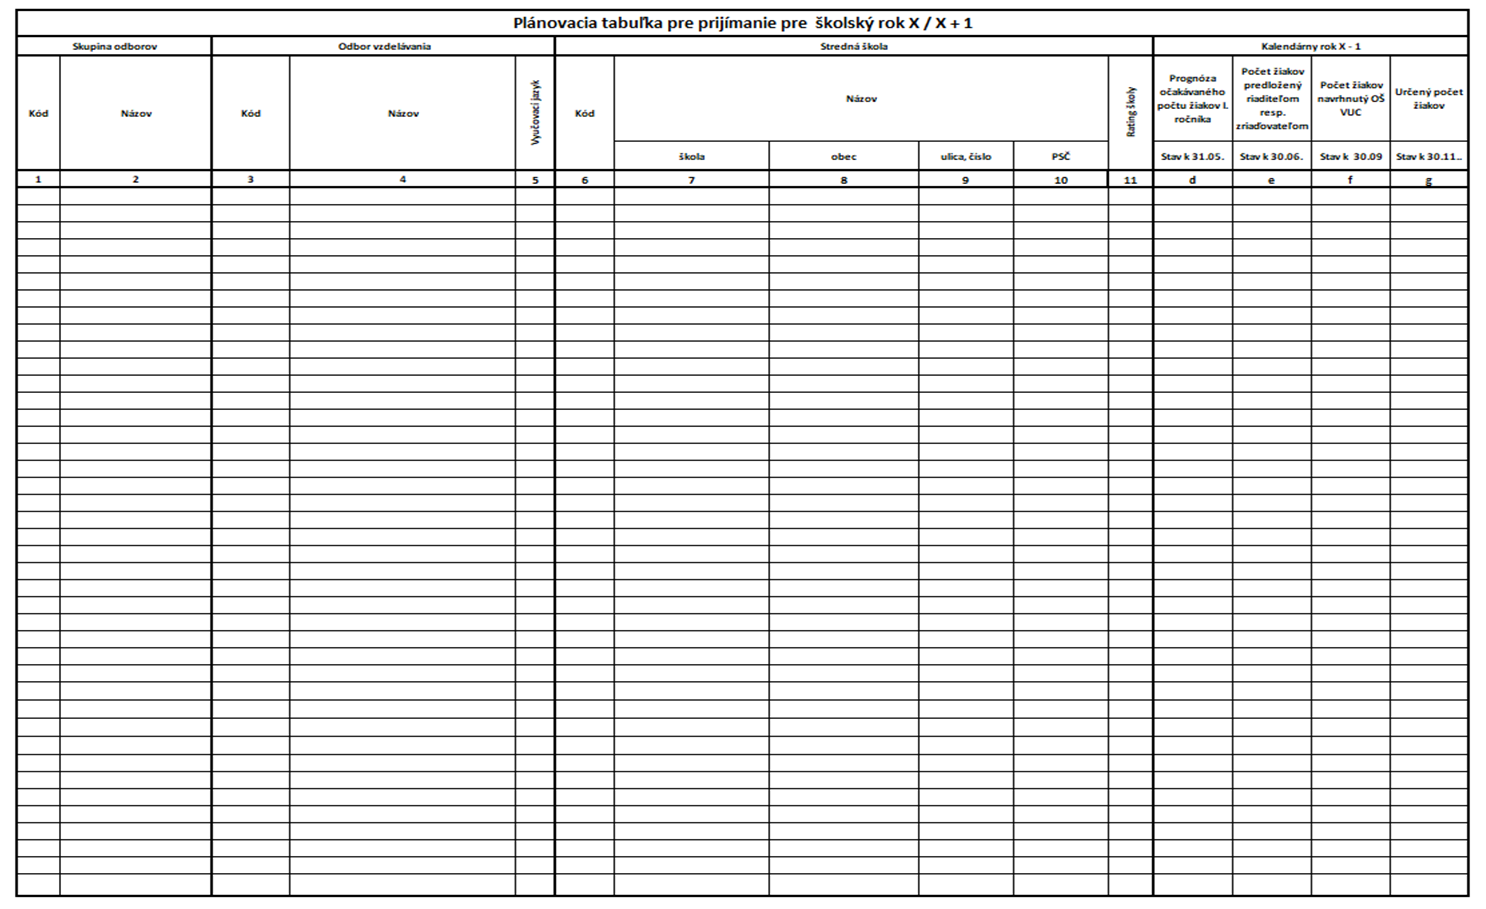 Plánovacia tabuľka pre prijímanie pre  školský rok X / X + 1
Skupina odborov
Odbor vzdelávania
Stredná škola
Kalendárny rok X - 1
Kód
Názov
Kód
Názov
Vyučovací jazyk
Kód
Názov
Rating školy
Prognóza
očakávaného
počtu žiakov I.
ročníka
Počet žiakov
predložený
riaditeľom
resp.
zriaďovateľom
Počet žiakov
navrhnutý OŠ
VUC
Určený počet
žiakov
škola
obec
ulica, číslo
PSČ
Stav k 31.05.
Stav k 30.06.
Stav k  30.09
Stav k 30.11..
1
2
3
4
5
6
7
8
9
10
11
d
e
f
g